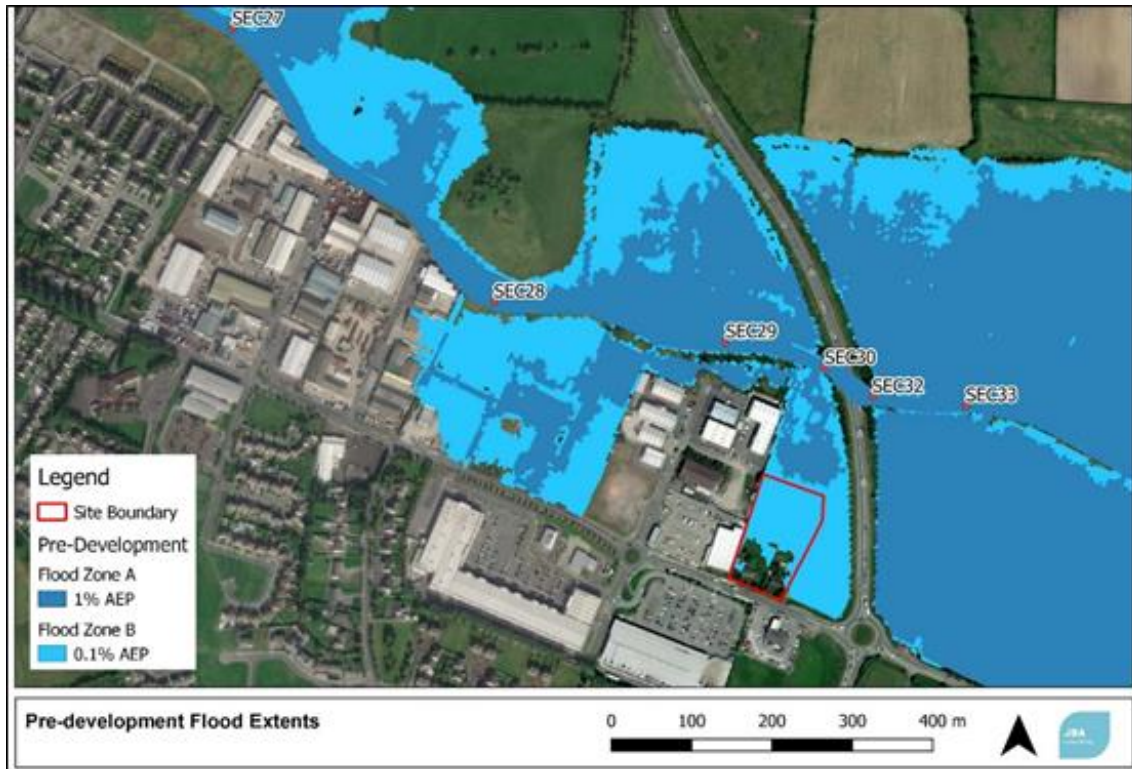 SEC27
SEC28
SEC29
SEC30
SEC32
SEC33
Legend
Site Boundary
Pre-Development
Flood Zone A
1% AEP
Flood Zone B
0.1% AEP
Pre-development Flood Extents
0 100 200 300 400 m
JBA